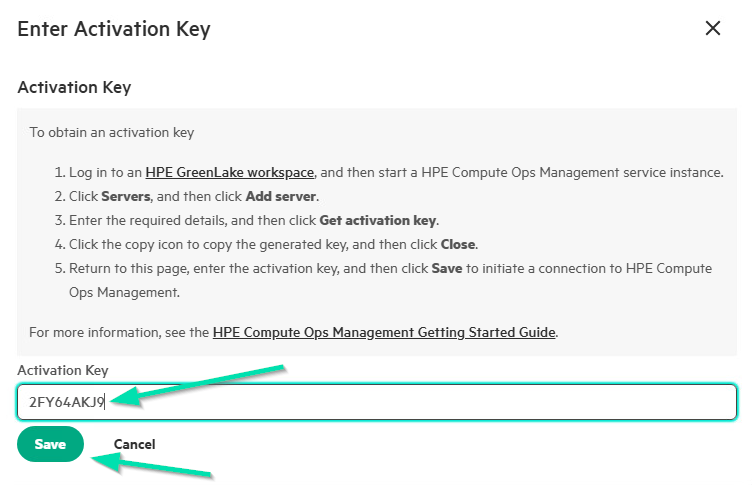 Enter Activation Key
Activation Key
To obtain an activation key
1. Log in to an HPE GreenLake workspace, and then start a HPE Compute Ops Management service instance.
2. Click Servers, and then click Add server.
3. Enter the required details, and then click Get activation key.
4. Click the copy icon to copy the generated key, and then click Close.
5. Return to this page, enter the activation key, and then click Save to initiate a connection to HPE Compute
Ops Management.
For more information, see the HPE Compute Ops Management Getting Started Guide.
Activation Key
2FY64AKJ9
Save Cancel